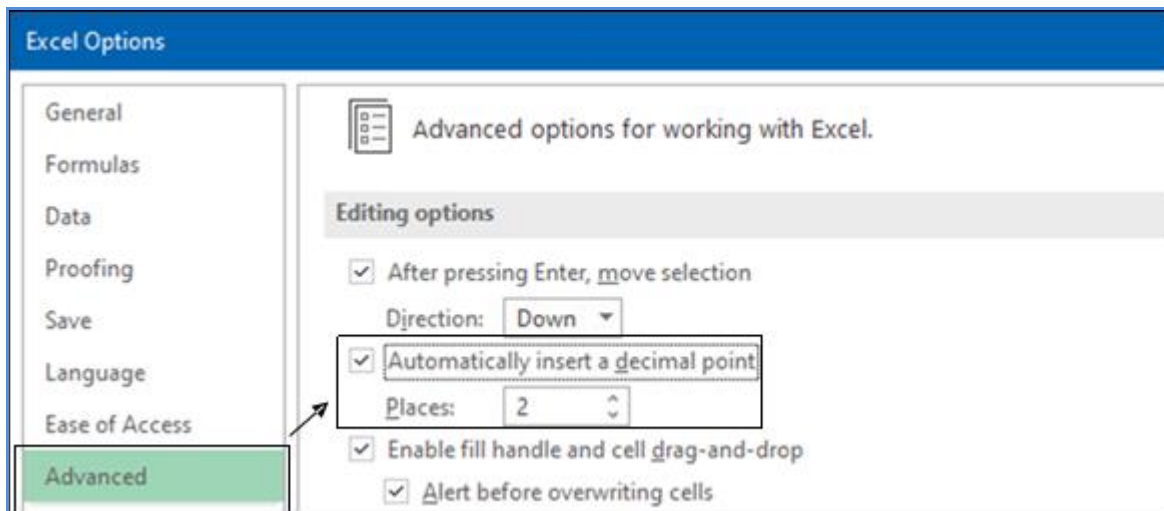 Excel Options
General
Formulas
Data
Proofing
Save
Language
Ease of Access
Advanced
Advanced options for working with Excel.
Editing options
After pressing Enter, move selection
Direction: Down
Automatically insert a decimal point
Places: 2
Enable fill handle and cell drag-and-drop
Alert before overwriting cells